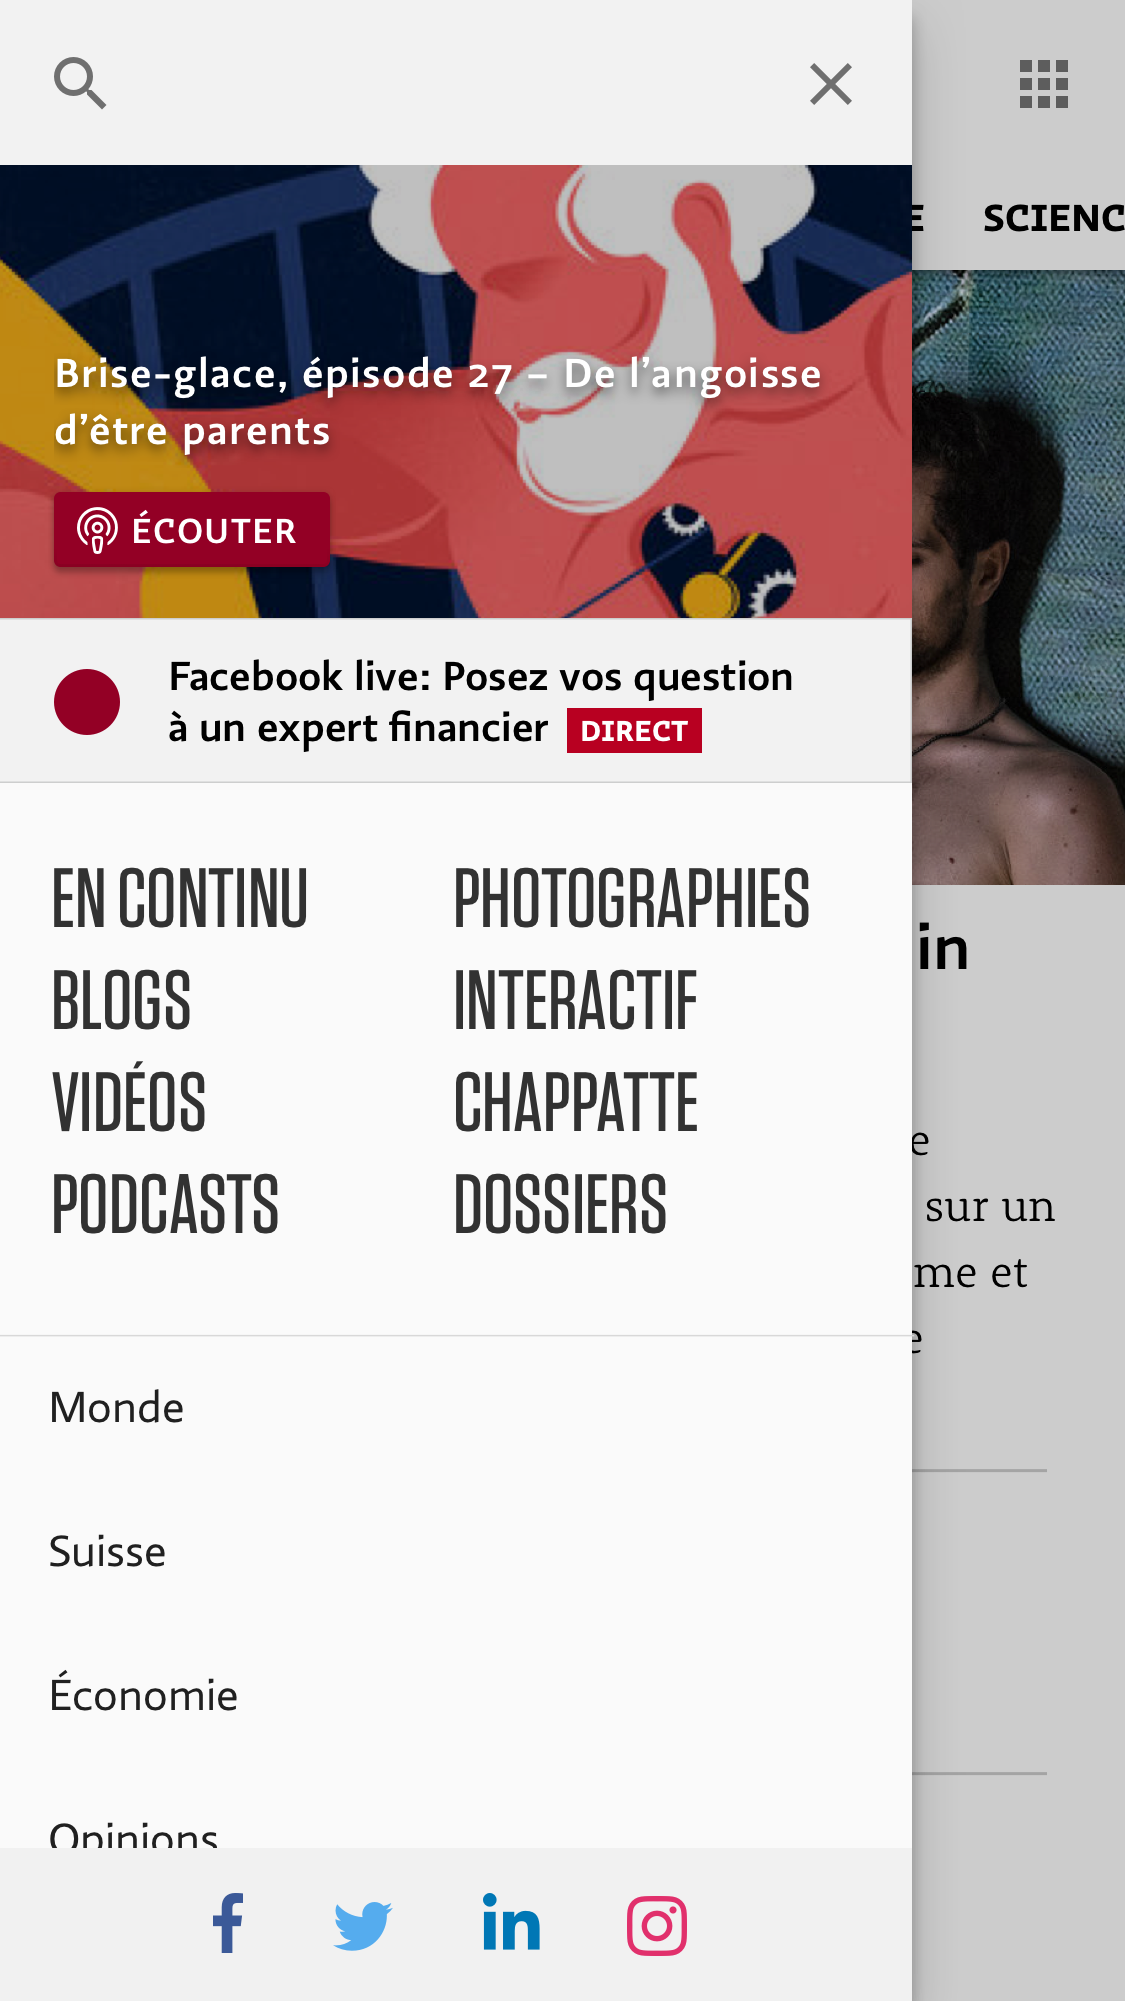 SCIENC
Brise-glace, épisode 27 – De l’angoisse
d’être parents
ÉCOUTER
Facebook live: Posez vos question
à un expert financier DIRECT
EN CONTINU
PHOTOGRAPHIES
BLOGS
INTERACTIF
VIDÉOS
CHAPPATTE
PODCASTS
DOSSIERS
in
e
sur un
me et
e
Monde
Suisse
Économie
Opinions